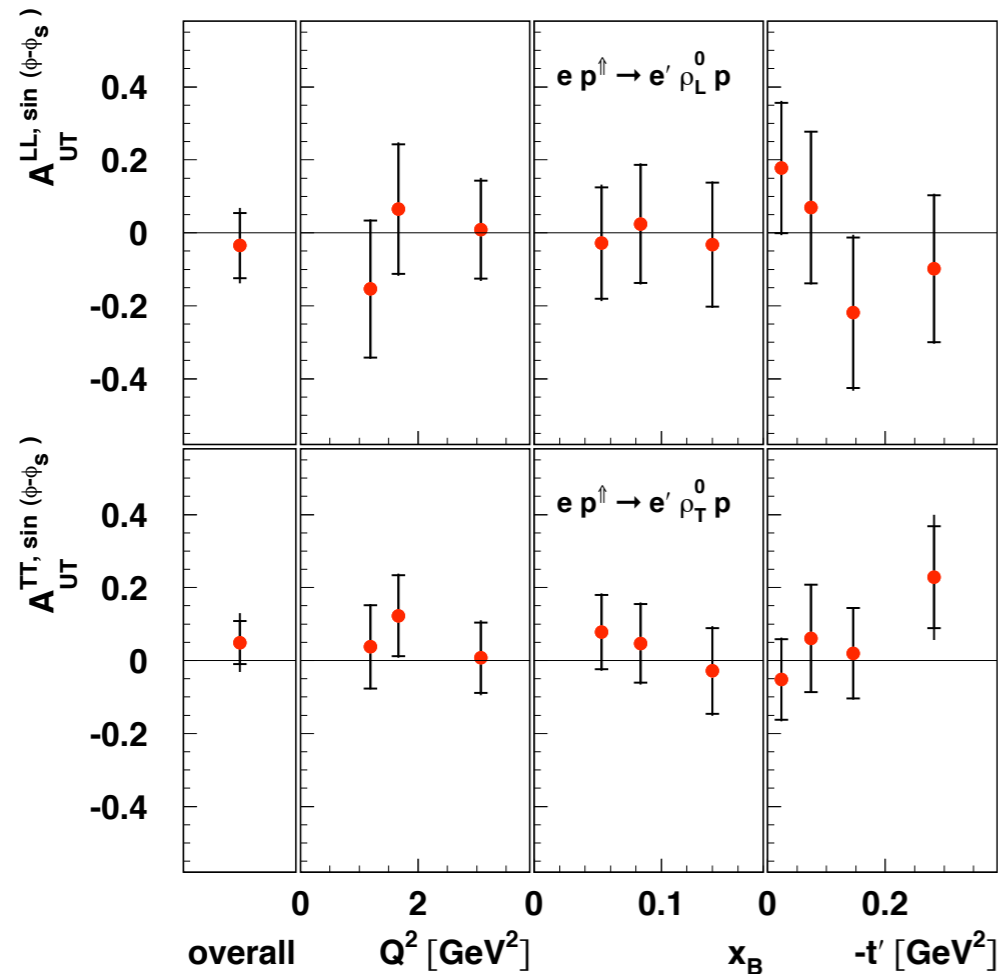 A_UT^LL, sin (ϕ-ϕ_S)
0.4
0.2
0
-0.2
-0.4
e p^⇑ → e′ ρ_L^0 p
A_UT^TT, sin (ϕ-ϕ_S)
0.4
0.2
0
-0.2
-0.4
e p^⇑ → e′ ρ_T^0 p
0 2 0 0.1 0 0.2
overall Q^2 [GeV^2] x_B -t′ [GeV^2]